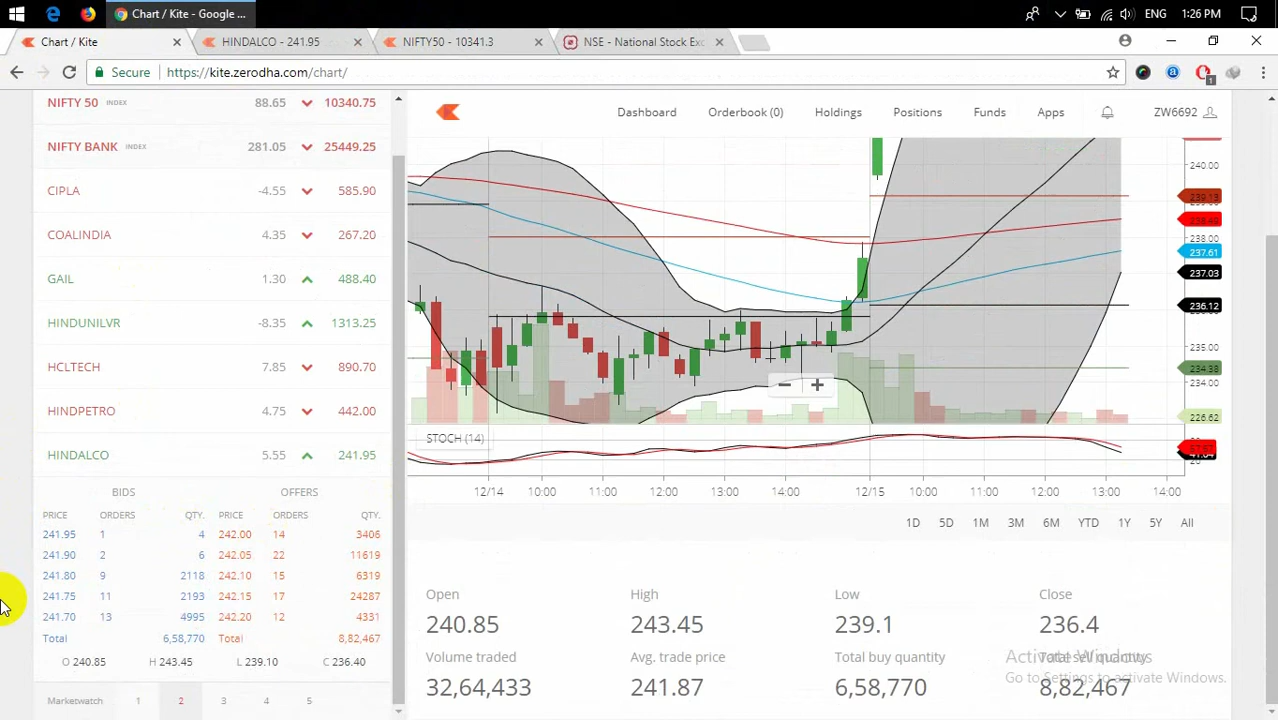 Chart / Kite - Google ...
ENG
1:26 PM
Chart / Kite
HINDALCO - 241.95
NIFTY50 - 10341.3
NSE - National Stock Exc
Secure
https://kite.zerodha.com/chart/
NIFTY 50 INDEX 88.65 10340.75
NIFTY BANK INDEX 281.05 25449.25
CIPLA -4.55 585.90
COALINDIA 4.35 267.20
GAIL 1.30 488.40
HINDUNILVR -8.35 1313.25
HCLTECH 7.85 890.70
HINDPETRO 4.75 442.00
HINDALCO 5.55 241.95
BIDS OFFERS
PRICE ORDERS QTY. PRICE ORDERS QTY.
241.95 1 4 242.00 14 3406
241.90 2 6 242.05 22 11619
241.80 9 2118 242.10 15 6319
241.75 11 2193 242.15 17 24287
241.70 13 4995 242.20 12 4331
Total 6,58,770 Total 8,82,467
O 240.85 H 243.45 L 239.10 C 236.40
Marketwatch 1 2 3 4 5
Dashboard Orderbook (0) Holdings Positions Funds Apps ZW6692
240.00
239.13
238.00
237.61
237.03
236.12
235.00
234.38
234.00
226.62
STOCH (14)
12/14 10:00 11:00 12:00 13:00 14:00 12/15 10:00 11:00 12:00 13:00 14:00
1D 5D 1M 3M 6M YTD 1Y 5Y All
Open High Low Close
240.85 243.45 239.1 236.4
Volume traded Avg. trade price Total buy quantity Total sell quantity
32,64,433 241.87 6,58,770 8,82,467
Activate Windows
Go to Settings to activate Windows.